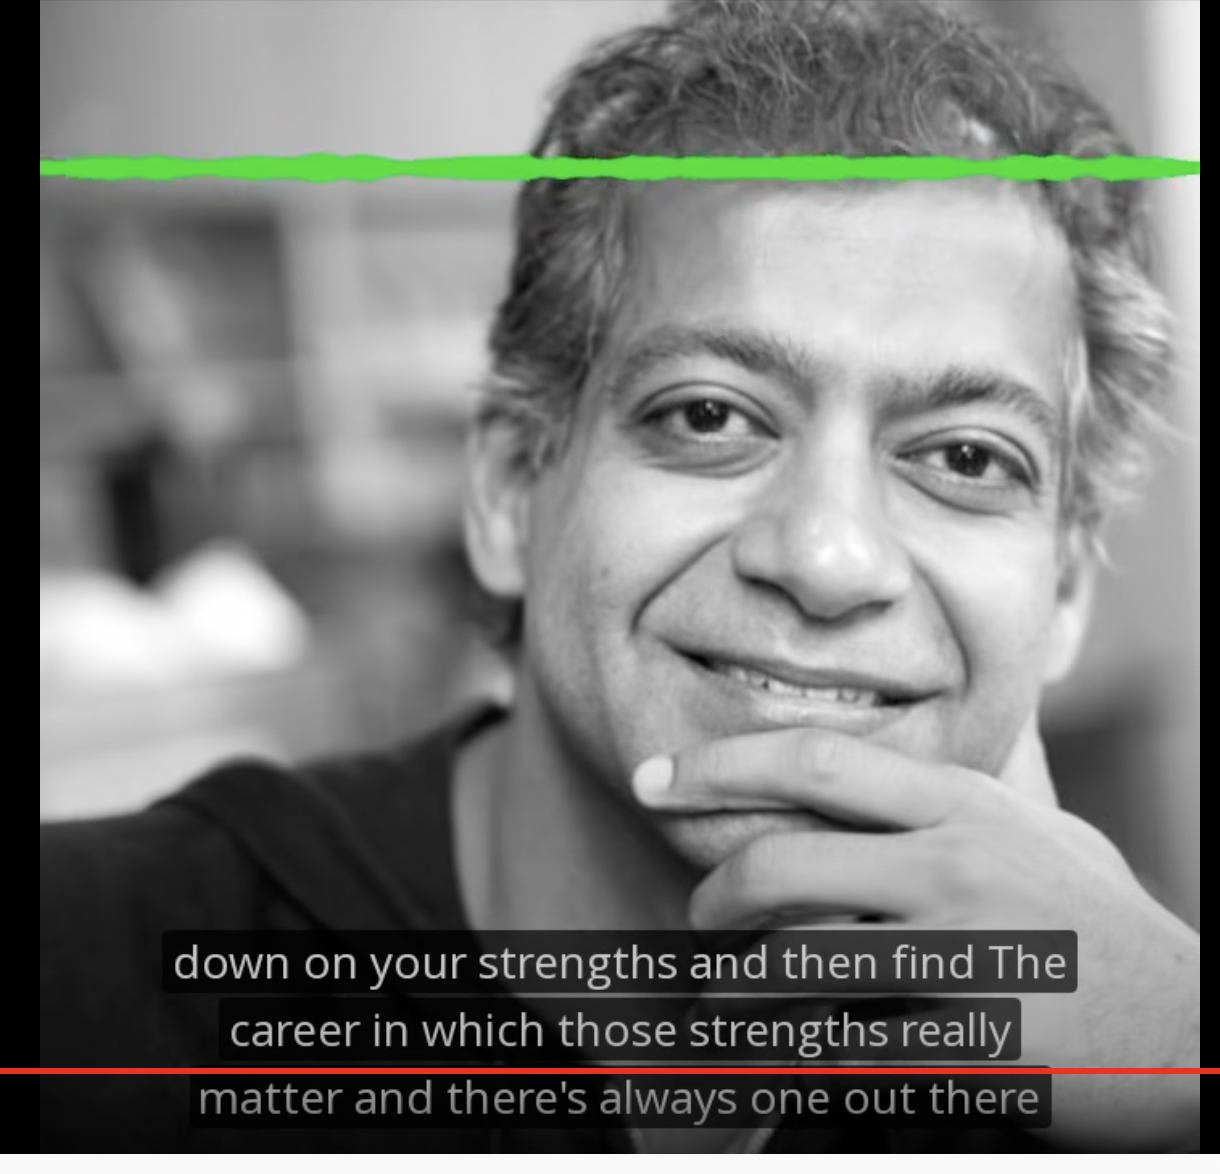 down on your strengths and then find The
career in which those strengths really
matter and there's always one out there